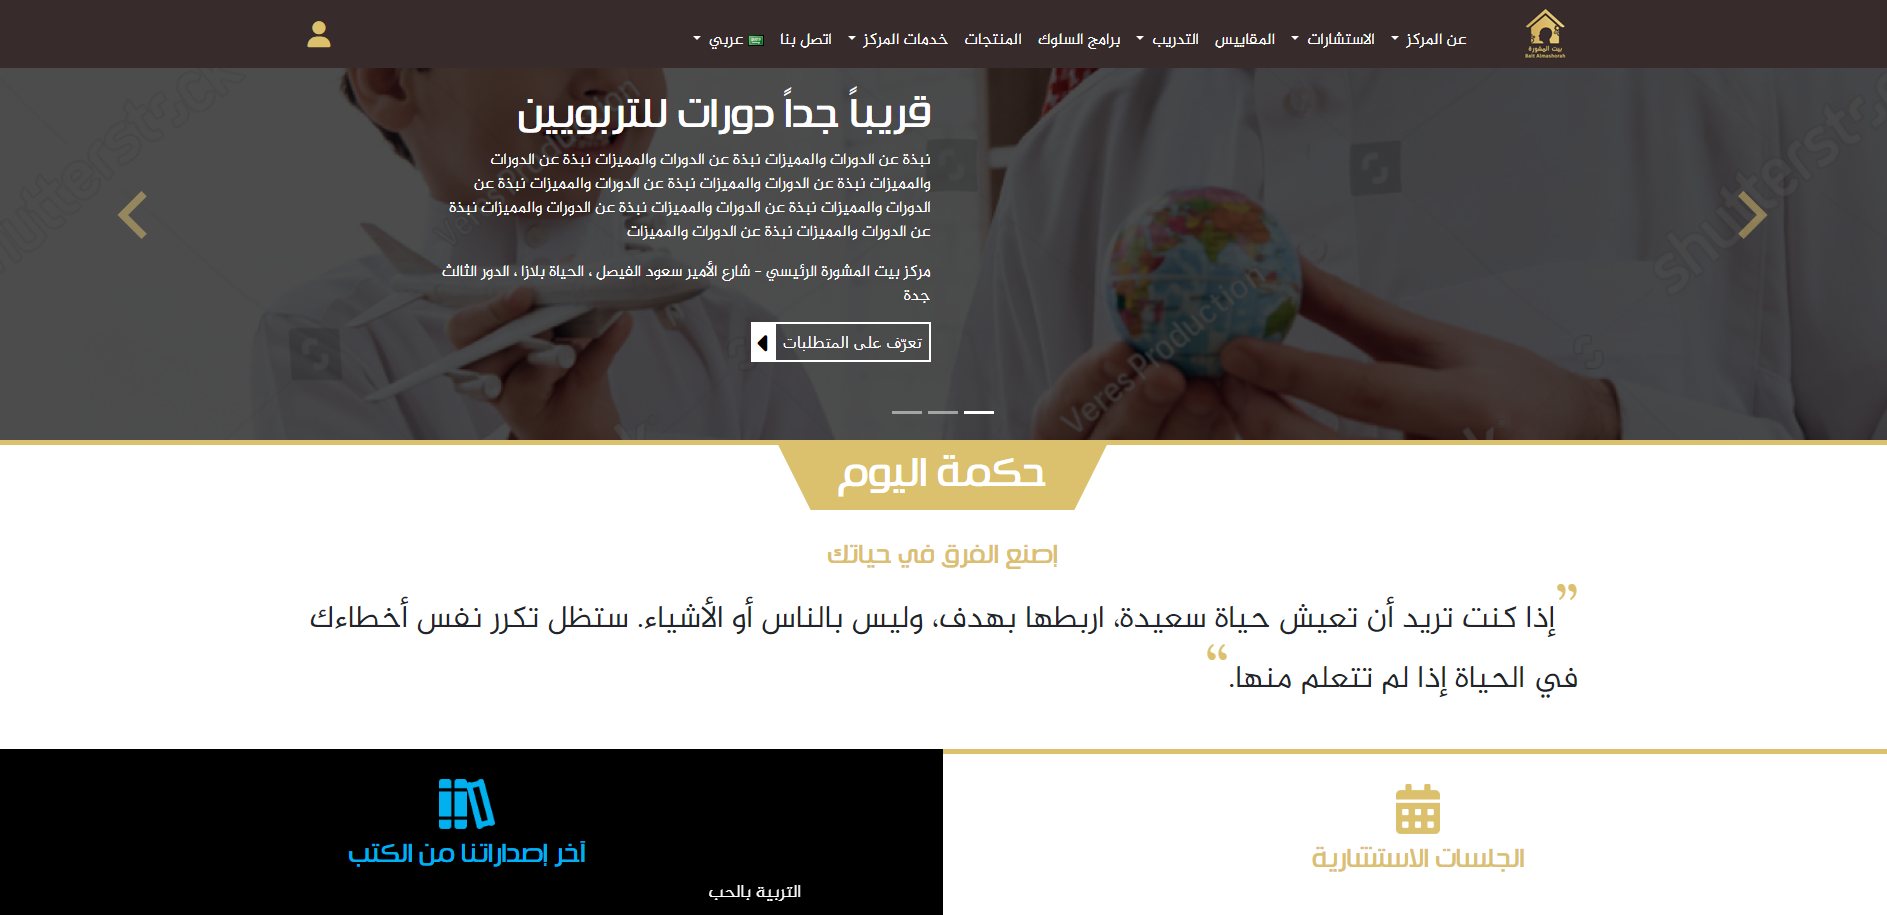 بيت المشورة
Bait Almashorah
عن المركز
الاستشارات
المقاييس
التدريب
برامج السلوك
المنتجات
خدمات المركز
اتصل بنا
عربي
قريباً جداً دورات للتربويين
نبذة عن الدورات والمميزات نبذة عن الدورات والمميزات نبذة عن الدورات
والمميزات نبذة عن الدورات والمميزات نبذة عن الدورات والمميزات نبذة عن
الدورات والمميزات نبذة عن الدورات والمميزات نبذة عن الدورات والمميزات نبذة
عن الدورات والمميزات نبذة عن الدورات والمميزات
مركز بيت المشورة الرئيسي - شارع الأمير سعود الفيصل ، الحياة بلازا ، الدور الثالث
جدة
تعرّف على المتطلبات
shutterst
Veres Production
حكمة اليوم
إصنع الفرق في حياتك
”إذا كنت تريد أن تعيش حياة سعيدة، اربطها بهدف، وليس بالناس أو الأشياء. ستظل تكرر نفس أخطاءك
في الحياة إذا لم تتعلم منها.“
الجلسات الاستشارية
آخر إصداراتنا من الكتب
التربية بالحب